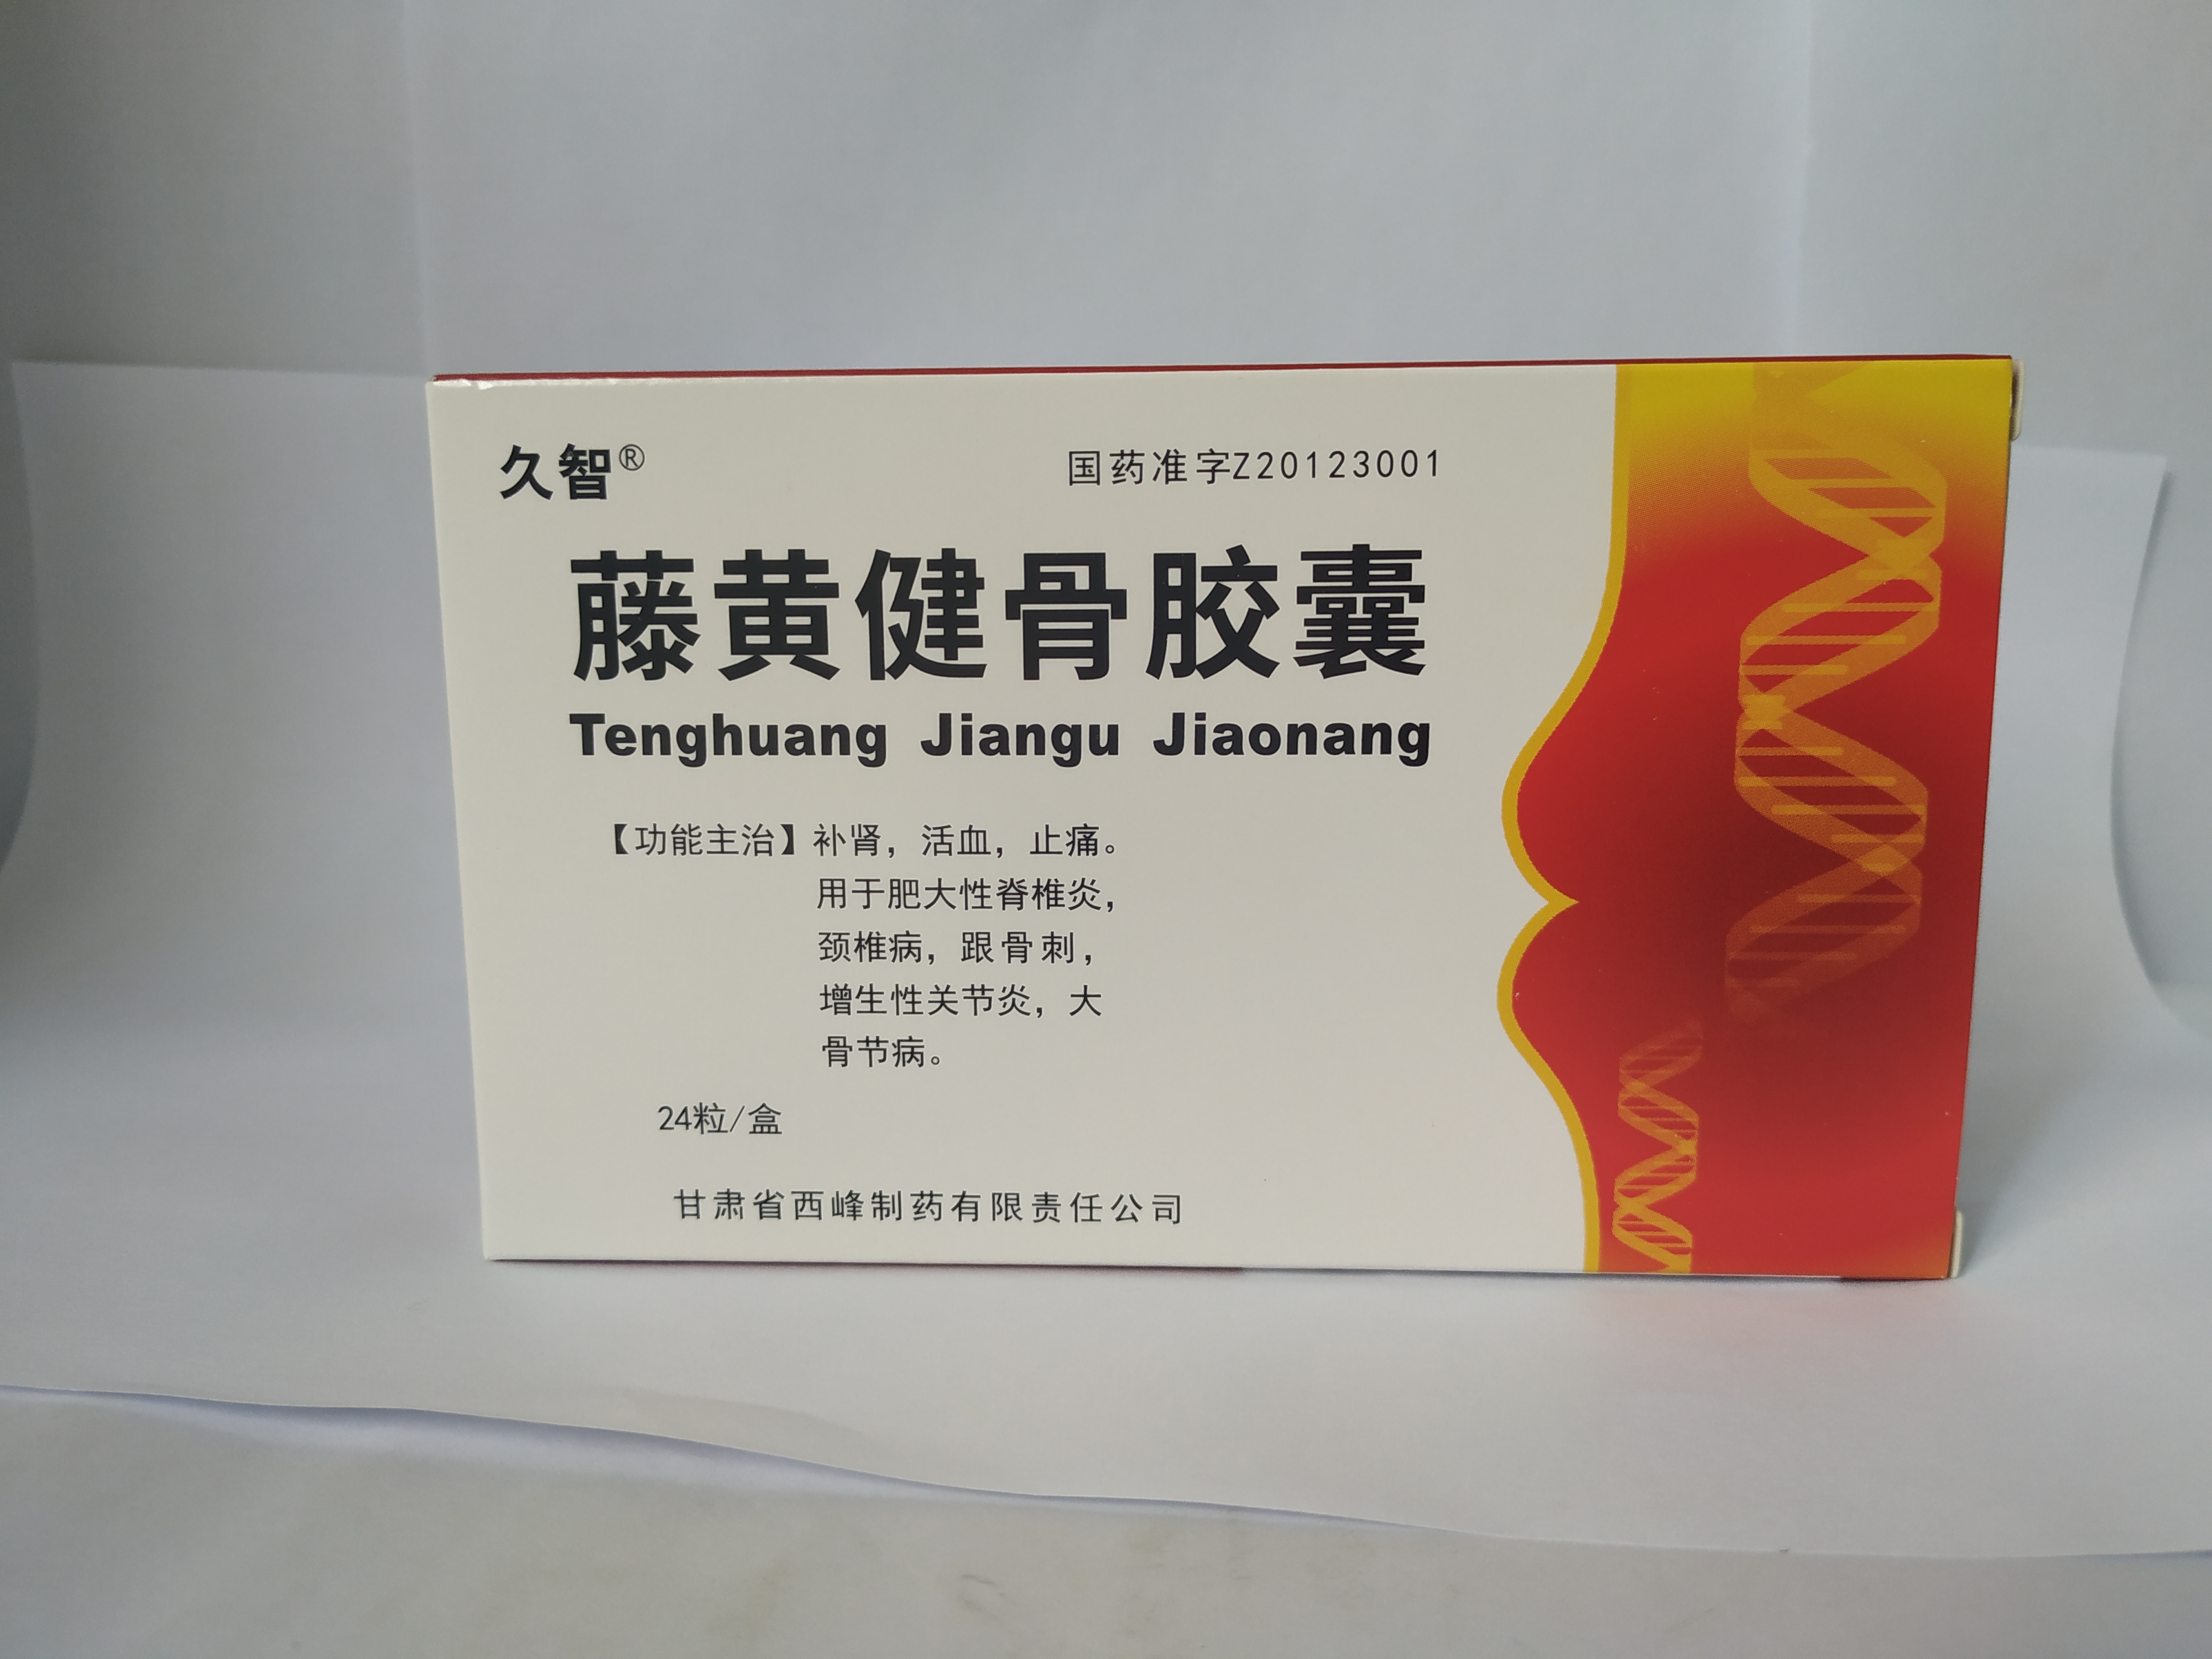 久智®
国药准字Z20123001
藤黄健骨胶囊
Tenghuang Jiangu Jiaonang
【功能主治】补肾，活血，止痛。
用于肥大性脊椎炎，
颈椎病，跟骨刺，
增生性关节炎，大
骨节病。
24粒/盒
甘肃省西峰制药有限责任公司